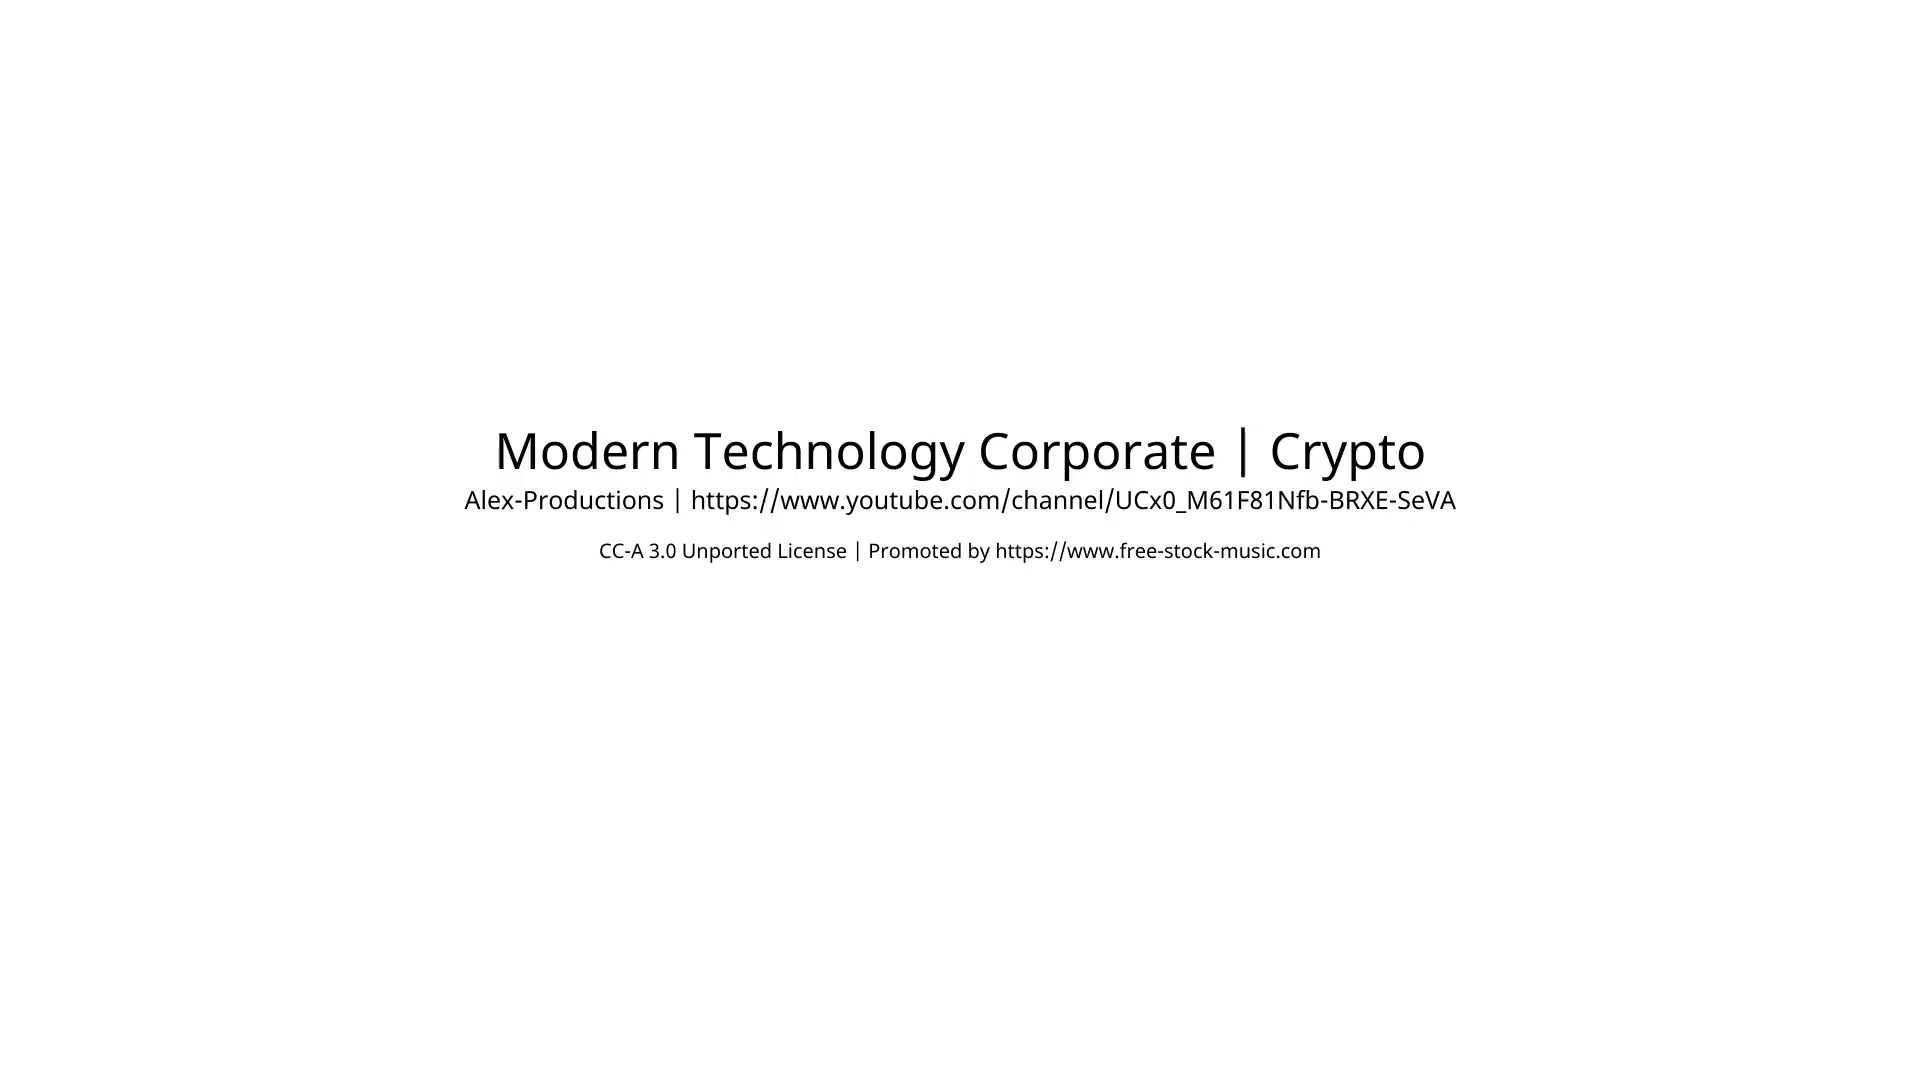 Modern Technology Corporate | Crypto
Alex-Productions | https://www.youtube.com/channel/UCx0_M61F81Nfb-BRXE-SeVA
CC-A 3.0 Unported License | Promoted by https://www.free-stock-music.com